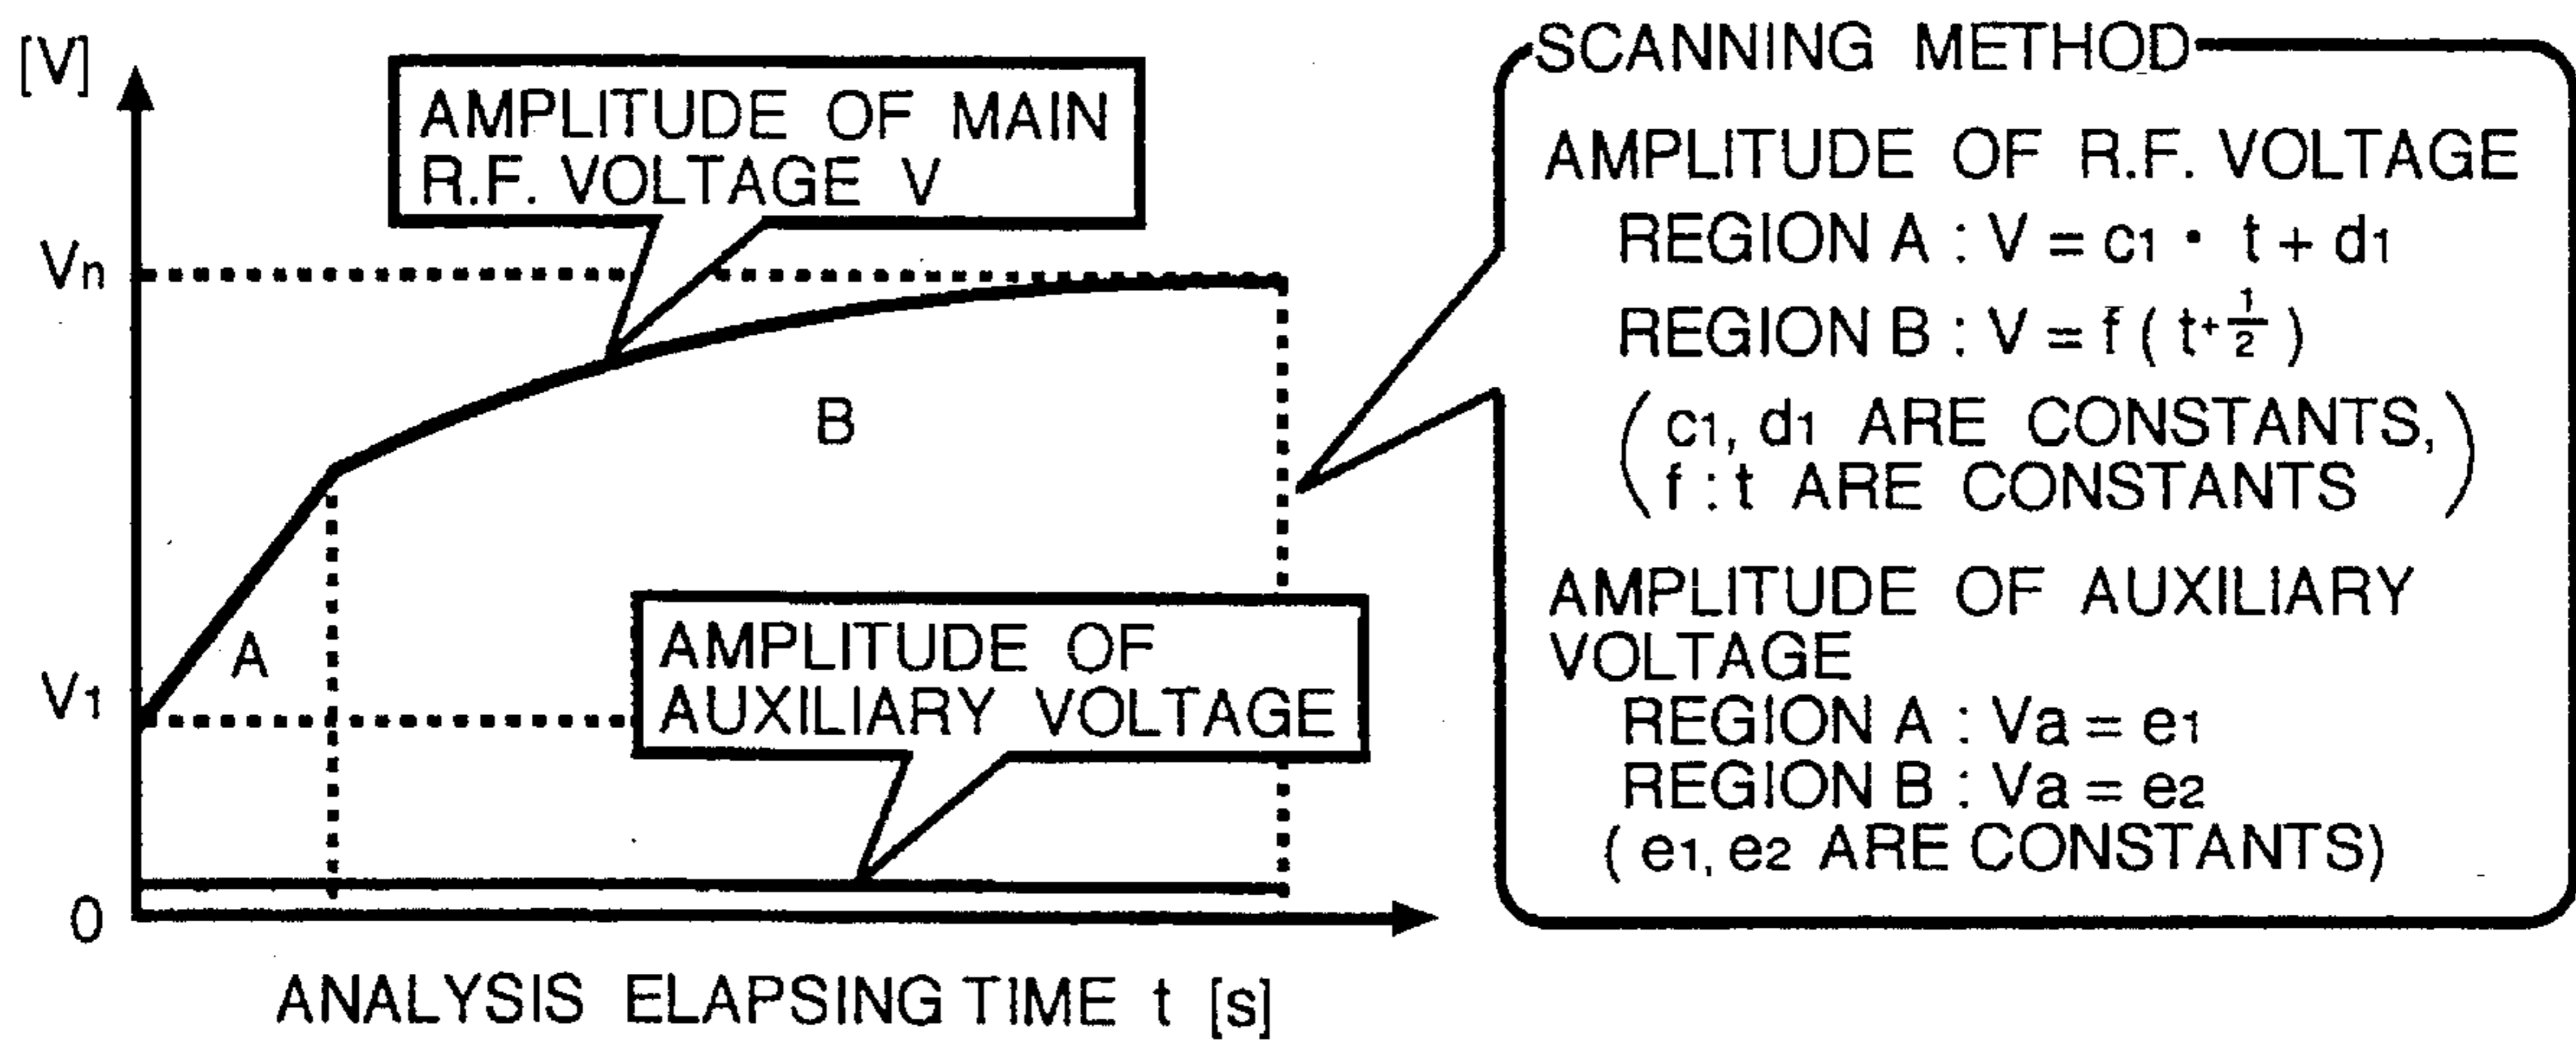 [V]
AMPLITUDE OF MAIN
R.F. VOLTAGE V
Vn
B
A
V1
AMPLITUDE OF
AUXILIARY VOLTAGE
0
ANALYSIS ELAPSING TIME t [s]
SCANNING METHOD
AMPLITUDE OF R.F. VOLTAGE
REGION A : V = c1 · t + d1
REGION B : V = f ( t+1/2 )
( c1, d1 ARE CONSTANTS,
f : t ARE CONSTANTS )
AMPLITUDE OF AUXILIARY
VOLTAGE
REGION A : Va = e1
REGION B : Va = e2
( e1, e2 ARE CONSTANTS)